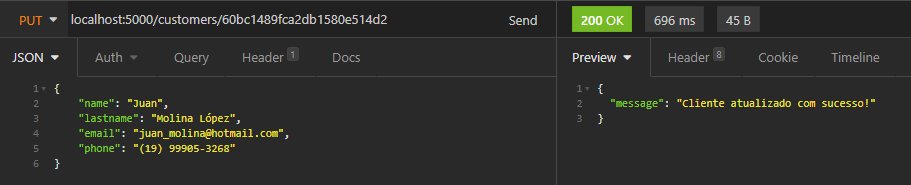 PUT localhost:5000/customers/60bc1489fca2db1580e514d2 Send 200 OK 696 ms 45 B
JSON Auth Query Header 1 Docs Preview Header 8 Cookie Timeline
1 {
2 "name": "Juan",
3 "lastname": "Molina López",
4 "email": "juan_molina@hotmail.com",
5 "phone": "(19) 99905-3268"
6 }
1 {
2 "message": "Cliente atualizado com sucesso!"
3 }